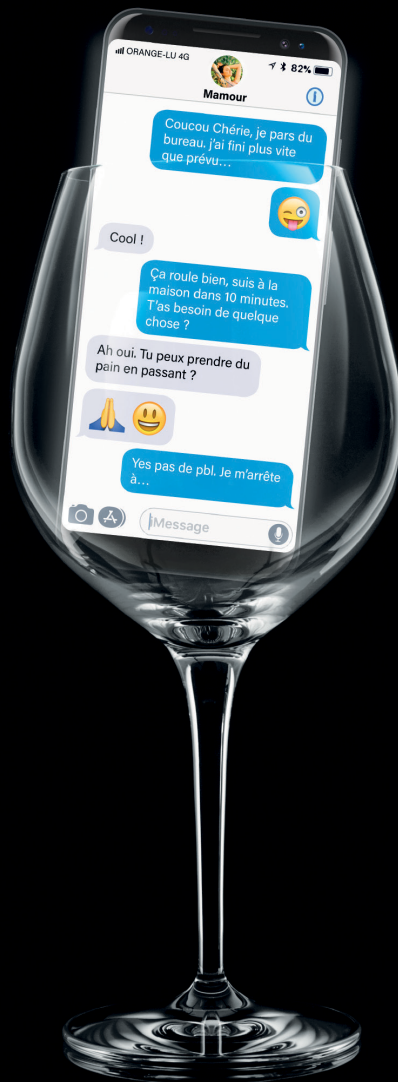 ORANGE-LU 4G
82%
Mamour
Coucou Chérie, je pars du
bureau. j'ai fini plus vite
que prévu...
Cool !
Ça roule bien, suis à la
maison dans 10 minutes.
T'as besoin de quelque
chose ?
Ah oui. Tu peux prendre du
pain en passant ?
Yes pas de pbl. Je m'arrête
à...
iMessage